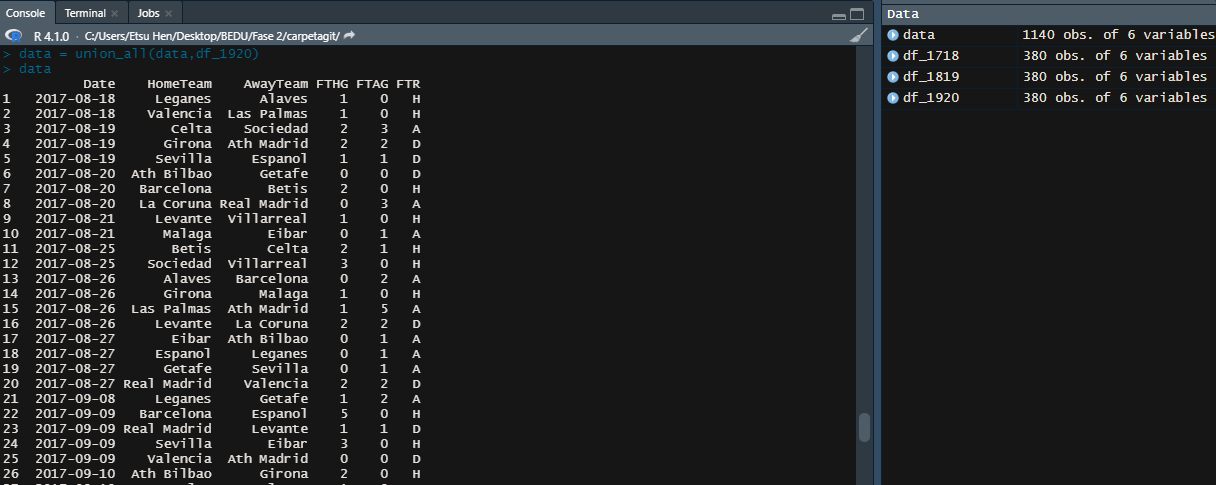 Console Terminal Jobs
R 4.1.0 · C:/Users/Etsu Hen/Desktop/BEDU/Fase 2/carpetagit/
> data = union_all(data,df_1920)
> data
Date HomeTeam AwayTeam FTHG FTAG FTR
1 2017-08-18 Leganes Alaves 1 0 H
2 2017-08-18 Valencia Las Palmas 1 0 H
3 2017-08-19 Celta Sociedad 2 3 A
4 2017-08-19 Girona Ath Madrid 2 2 D
5 2017-08-19 Sevilla Espanol 1 1 D
6 2017-08-20 Ath Bilbao Getafe 0 0 D
7 2017-08-20 Barcelona Betis 2 0 H
8 2017-08-20 La Coruna Real Madrid 0 3 A
9 2017-08-21 Levante Villarreal 1 0 H
10 2017-08-21 Malaga Eibar 0 1 A
11 2017-08-25 Betis Celta 2 1 H
12 2017-08-25 Sociedad Villarreal 3 0 H
13 2017-08-26 Alaves Barcelona 0 2 A
14 2017-08-26 Girona Malaga 1 0 H
15 2017-08-26 Las Palmas Ath Madrid 1 5 A
16 2017-08-26 Levante La Coruna 2 2 D
17 2017-08-27 Eibar Ath Bilbao 0 1 A
18 2017-08-27 Espanol Leganes 0 1 A
19 2017-08-27 Getafe Sevilla 0 1 A
20 2017-08-27 Real Madrid Valencia 2 2 D
21 2017-09-08 Leganes Getafe 1 2 A
22 2017-09-09 Barcelona Espanol 5 0 H
23 2017-09-09 Real Madrid Levante 1 1 D
24 2017-09-09 Sevilla Eibar 3 0 H
25 2017-09-09 Valencia Ath Madrid 0 0 D
26 2017-09-10 Ath Bilbao Girona 2 0 H
Data
data 1140 obs. of 6 variables
df_1718 380 obs. of 6 variables
df_1819 380 obs. of 6 variables
df_1920 380 obs. of 6 variables